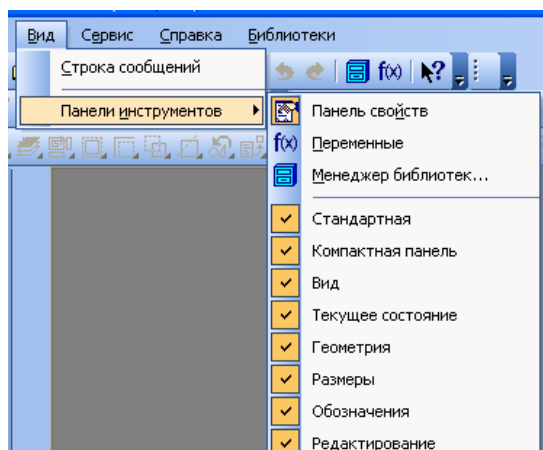 Вид Сервис Справка Библиотеки
Строка сообщений
f(x) ?
Панели инструментов
Панель свойств
f(x) Переменные
Менеджер библиотек...
Стандартная
Компактная панель
Вид
Текущее состояние
Геометрия
Размеры
Обозначения
Редактирование